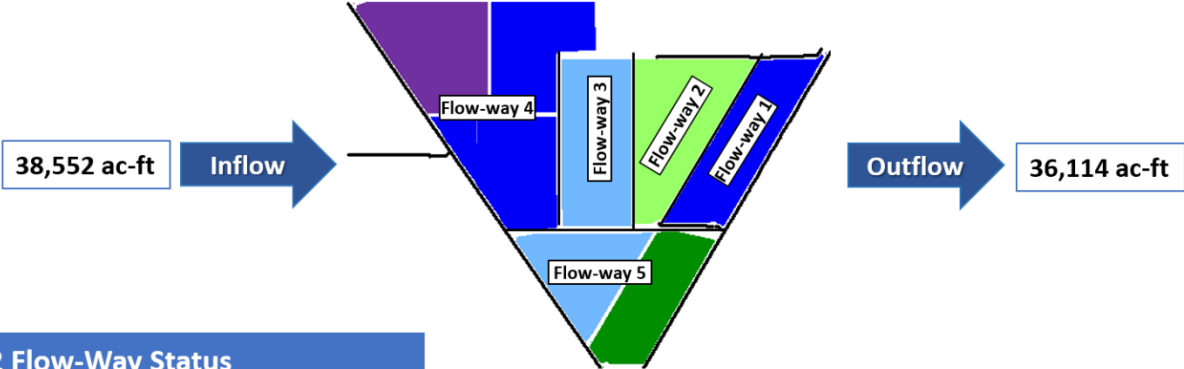 Flow-way 4
Flow-way 3
Flow-way 2
Flow-way 1
38,552 ac-ft
Inflow
Outflow
36,114 ac-ft
Flow-way 5
2 Flow-Way Status